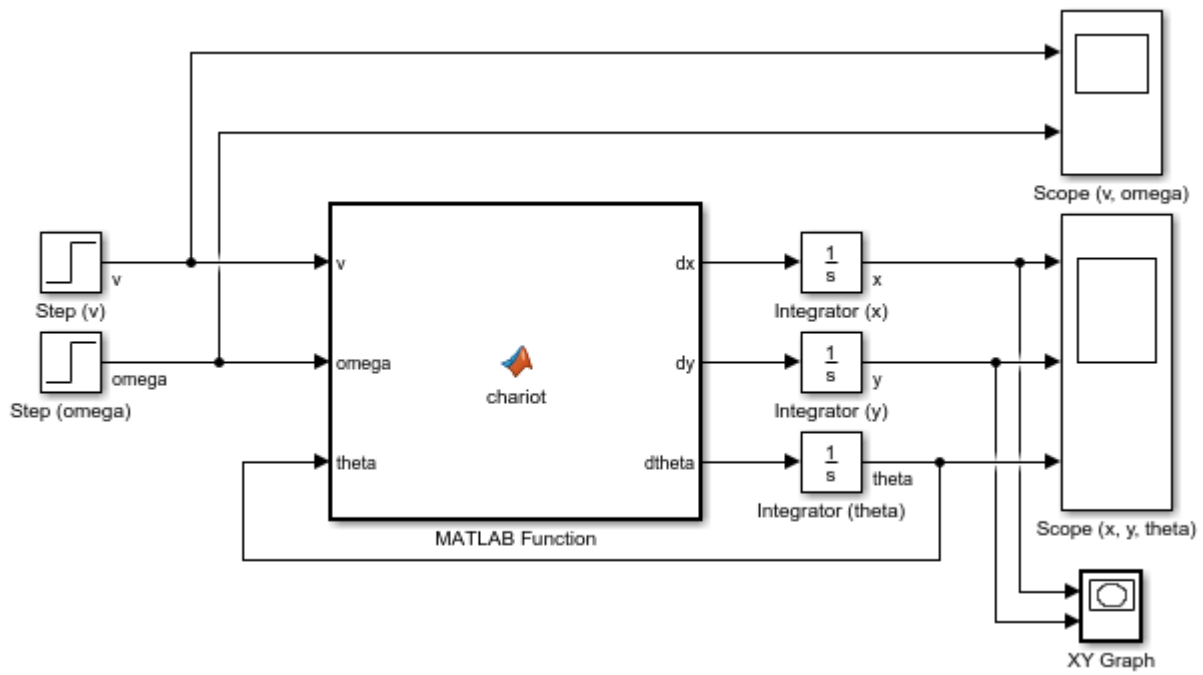 Scope (v, omega)
v
Step (v)
omega
Step (omega)
v
omega
theta
chariot
dx
dy
dtheta
MATLAB Function
1
s
x
Integrator (x)
1
s
y
Integrator (y)
1
s
theta
Integrator (theta)
Scope (x, y, theta)
XY Graph